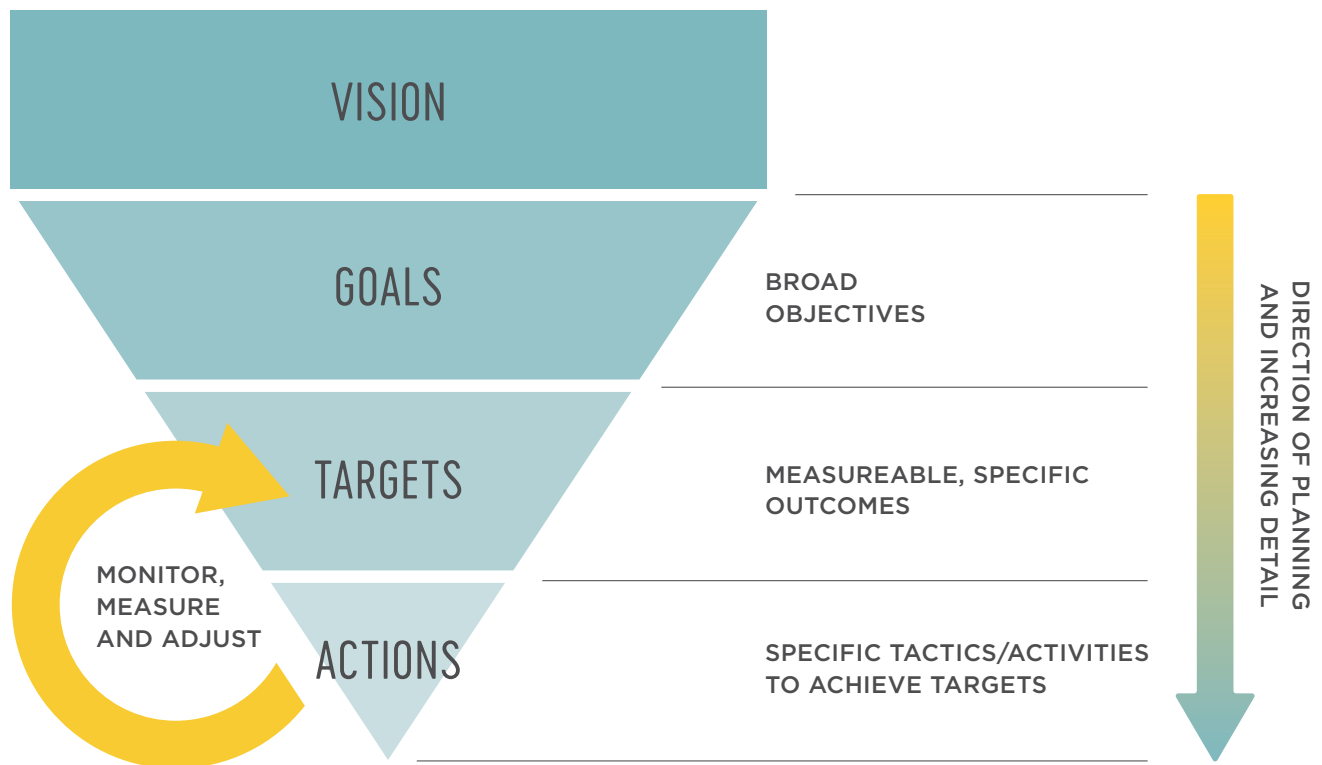 VISION
GOALS
BROAD
OBJECTIVES
TARGETS
MEASUREABLE, SPECIFIC
OUTCOMES
MONITOR,
MEASURE
AND ADJUST
ACTIONS
SPECIFIC TACTICS/ACTIVITIES
TO ACHIEVE TARGETS
DIRECTION OF PLANNING
AND INCREASING DETAIL